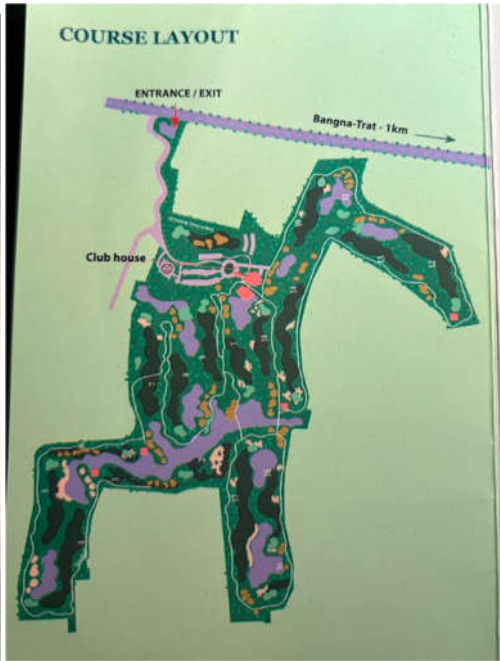 COURSE LAYOUT
ENTRANCE / EXIT
Bangna-Trat - 1km
Club house